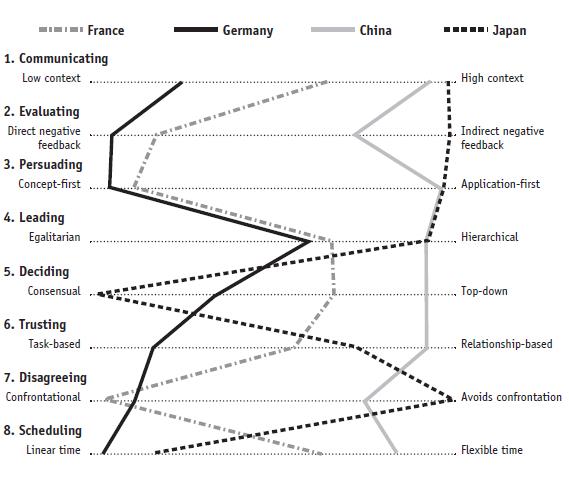 France Germany China Japan
1. Communicating
Low context High context
2. Evaluating
Direct negative Indirect negative
feedback feedback
3. Persuading
Concept-first Application-first
4. Leading
Egalitarian Hierarchical
5. Deciding
Consensual Top-down
6. Trusting
Task-based Relationship-based
7. Disagreeing
Confrontational Avoids confrontation
8. Scheduling
Linear time Flexible time